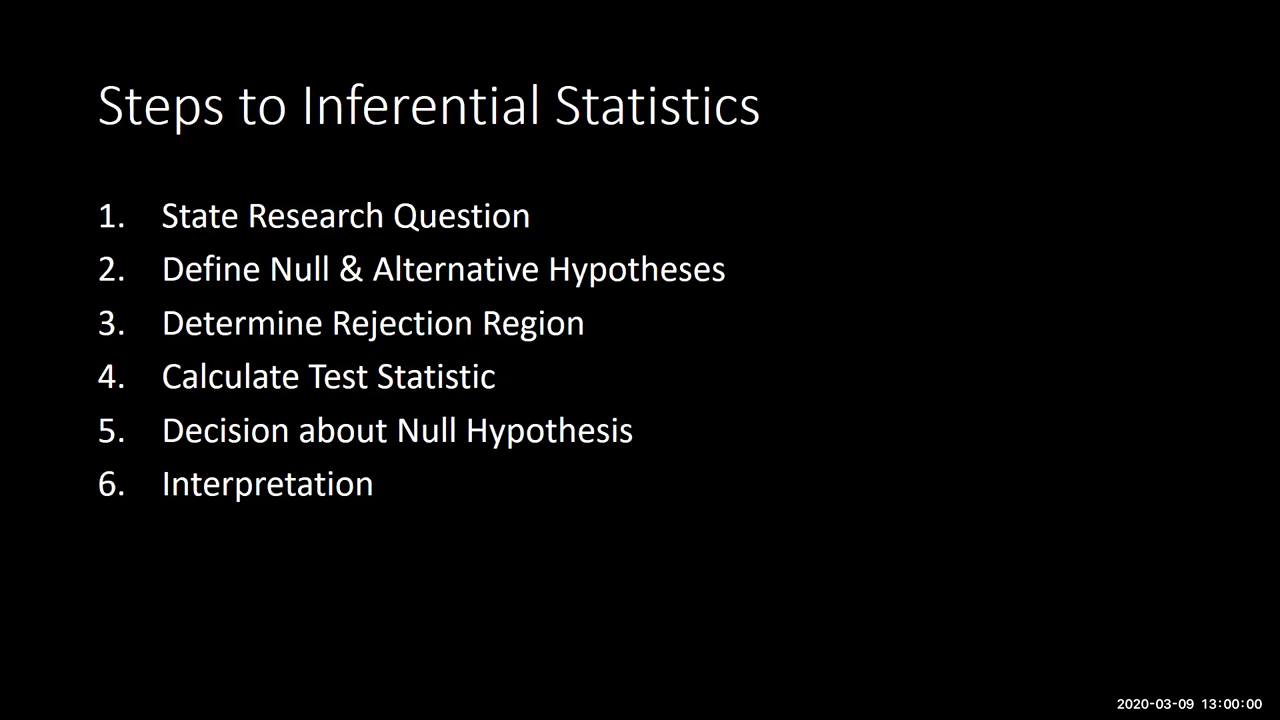 Steps to Inferential Statistics
1. State Research Question
2. Define Null & Alternative Hypotheses
3. Determine Rejection Region
4. Calculate Test Statistic
5. Decision about Null Hypothesis
6. Interpretation
2020-03-09 13:00:00